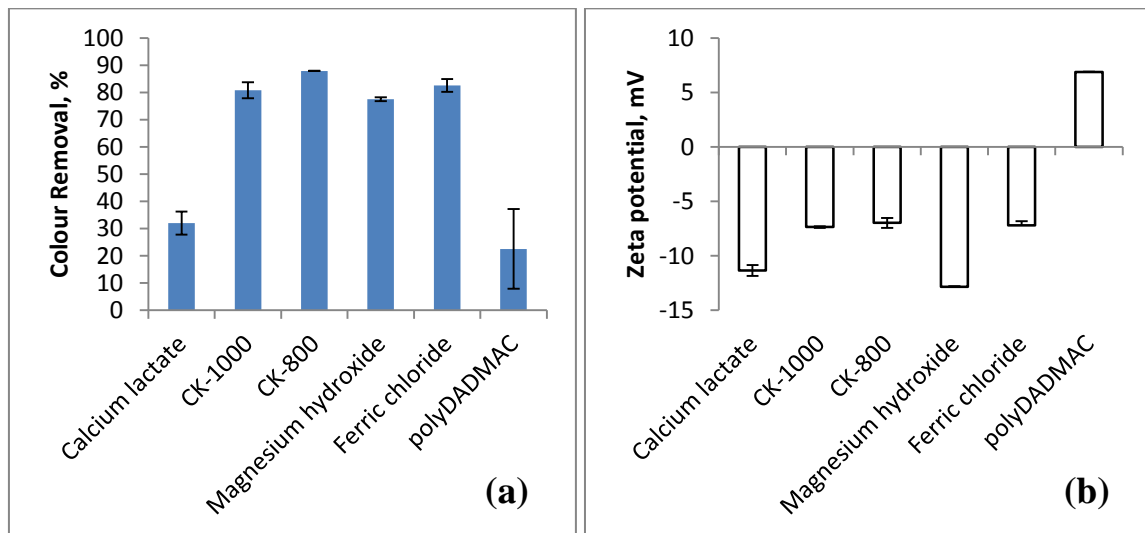 Colour Removal, %
100
90
80
70
60
50
40
30
20
10
0
Calcium lactate
CK-1000
CK-800
Magnesium hydroxide
Ferric chloride
polyDADMAC
(a)
Zeta potential, mV
10
5
0
-5
-10
-15
Calcium lactate
CK-1000
CK-800
Magnesium hydroxide
Ferric chloride
polyDADMAC
(b)